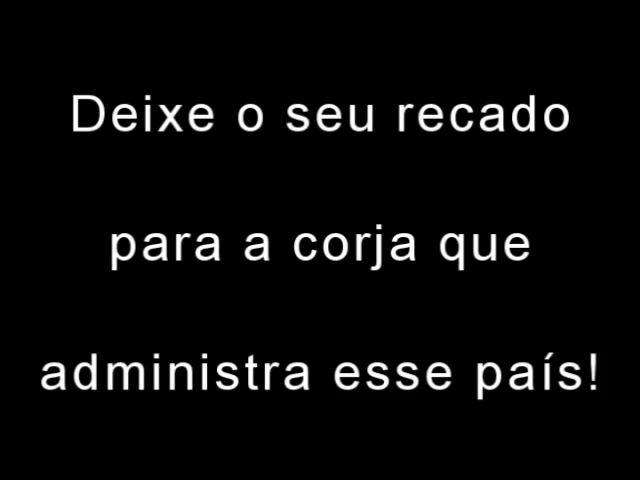 Deixe o seu recado
para a corja que
administra esse país!